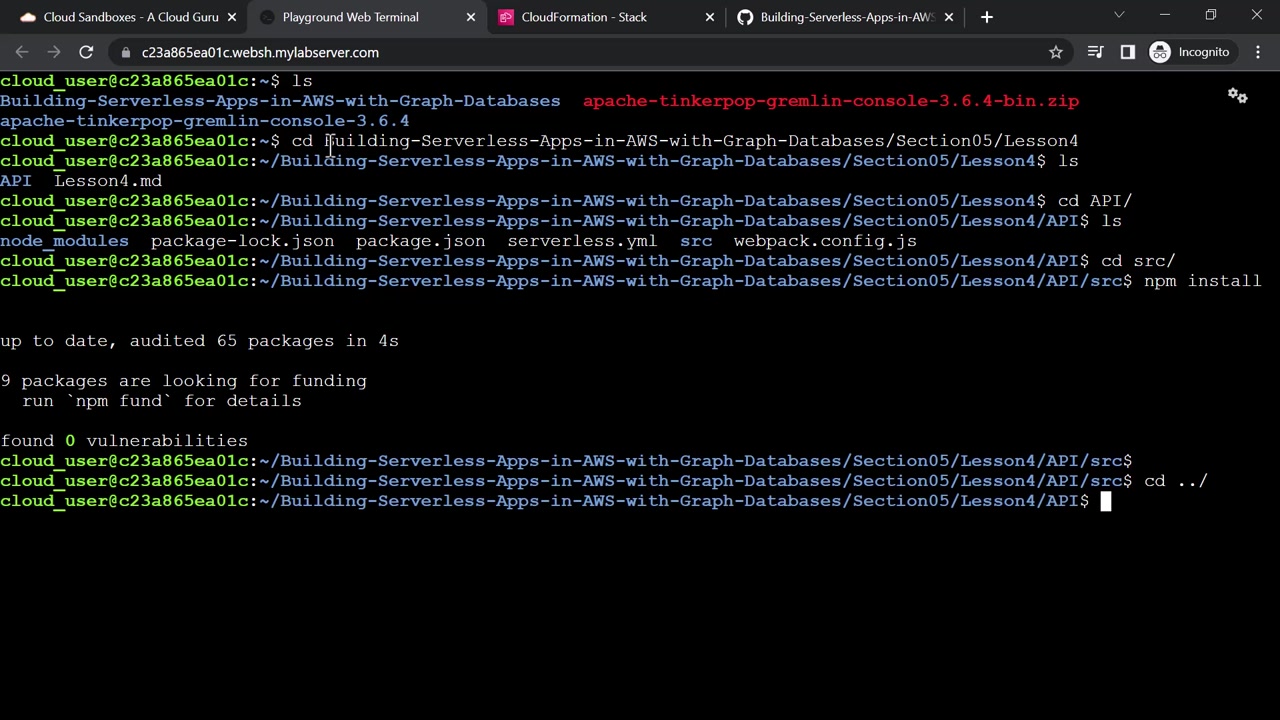 Cloud Sandboxes - A Cloud Guru
Playground Web Terminal
CloudFormation - Stack
Building-Serverless-Apps-in-AWS
c23a865ea01c.websh.mylabserver.com
Incognito
cloud_user@c23a865ea01c:~$ ls
Building-Serverless-Apps-in-AWS-with-Graph-Databases  apache-tinkerpop-gremlin-console-3.6.4-bin.zip
apache-tinkerpop-gremlin-console-3.6.4
cloud_user@c23a865ea01c:~$ cd Building-Serverless-Apps-in-AWS-with-Graph-Databases/Section05/Lesson4
cloud_user@c23a865ea01c:~/Building-Serverless-Apps-in-AWS-with-Graph-Databases/Section05/Lesson4$ ls
API  Lesson4.md
cloud_user@c23a865ea01c:~/Building-Serverless-Apps-in-AWS-with-Graph-Databases/Section05/Lesson4$ cd API/
cloud_user@c23a865ea01c:~/Building-Serverless-Apps-in-AWS-with-Graph-Databases/Section05/Lesson4/API$ ls
node_modules  package-lock.json  package.json  serverless.yml  src  webpack.config.js
cloud_user@c23a865ea01c:~/Building-Serverless-Apps-in-AWS-with-Graph-Databases/Section05/Lesson4/API$ cd src/
cloud_user@c23a865ea01c:~/Building-Serverless-Apps-in-AWS-with-Graph-Databases/Section05/Lesson4/API/src$ npm install
up to date, audited 65 packages in 4s
9 packages are looking for funding
  run `npm fund` for details
found 0 vulnerabilities
cloud_user@c23a865ea01c:~/Building-Serverless-Apps-in-AWS-with-Graph-Databases/Section05/Lesson4/API/src$
cloud_user@c23a865ea01c:~/Building-Serverless-Apps-in-AWS-with-Graph-Databases/Section05/Lesson4/API/src$ cd ../
cloud_user@c23a865ea01c:~/Building-Serverless-Apps-in-AWS-with-Graph-Databases/Section05/Lesson4/API$